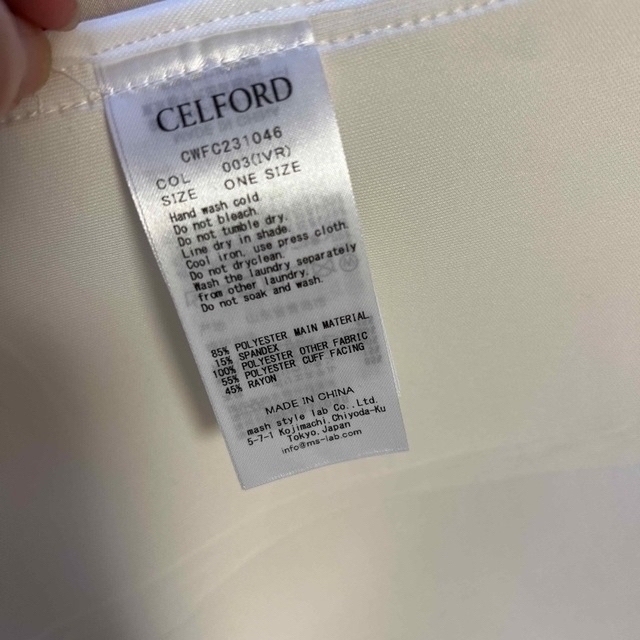 CELFORD
CWFC231046
COL 003(IVR)
SIZE ONE SIZE
Hand wash cold.
Do not bleach.
Do not tumble dry.
Line dry in shade.
Cool iron, use press cloth.
Do not dryclean.
Wash the laundry separately
from other laundry.
Do not soak and wash.
85% POLYESTER MAIN MATERIAL
15% SPANDEX
100% POLYESTER OTHER FABRIC
55% POLYESTER CUFF FACING
45% RAYON
MADE IN CHINA
mash style lab Co.,Ltd.
5-7-1 Kojimachi,Chiyoda-Ku
Tokyo,Japan
info@ms-lab.com